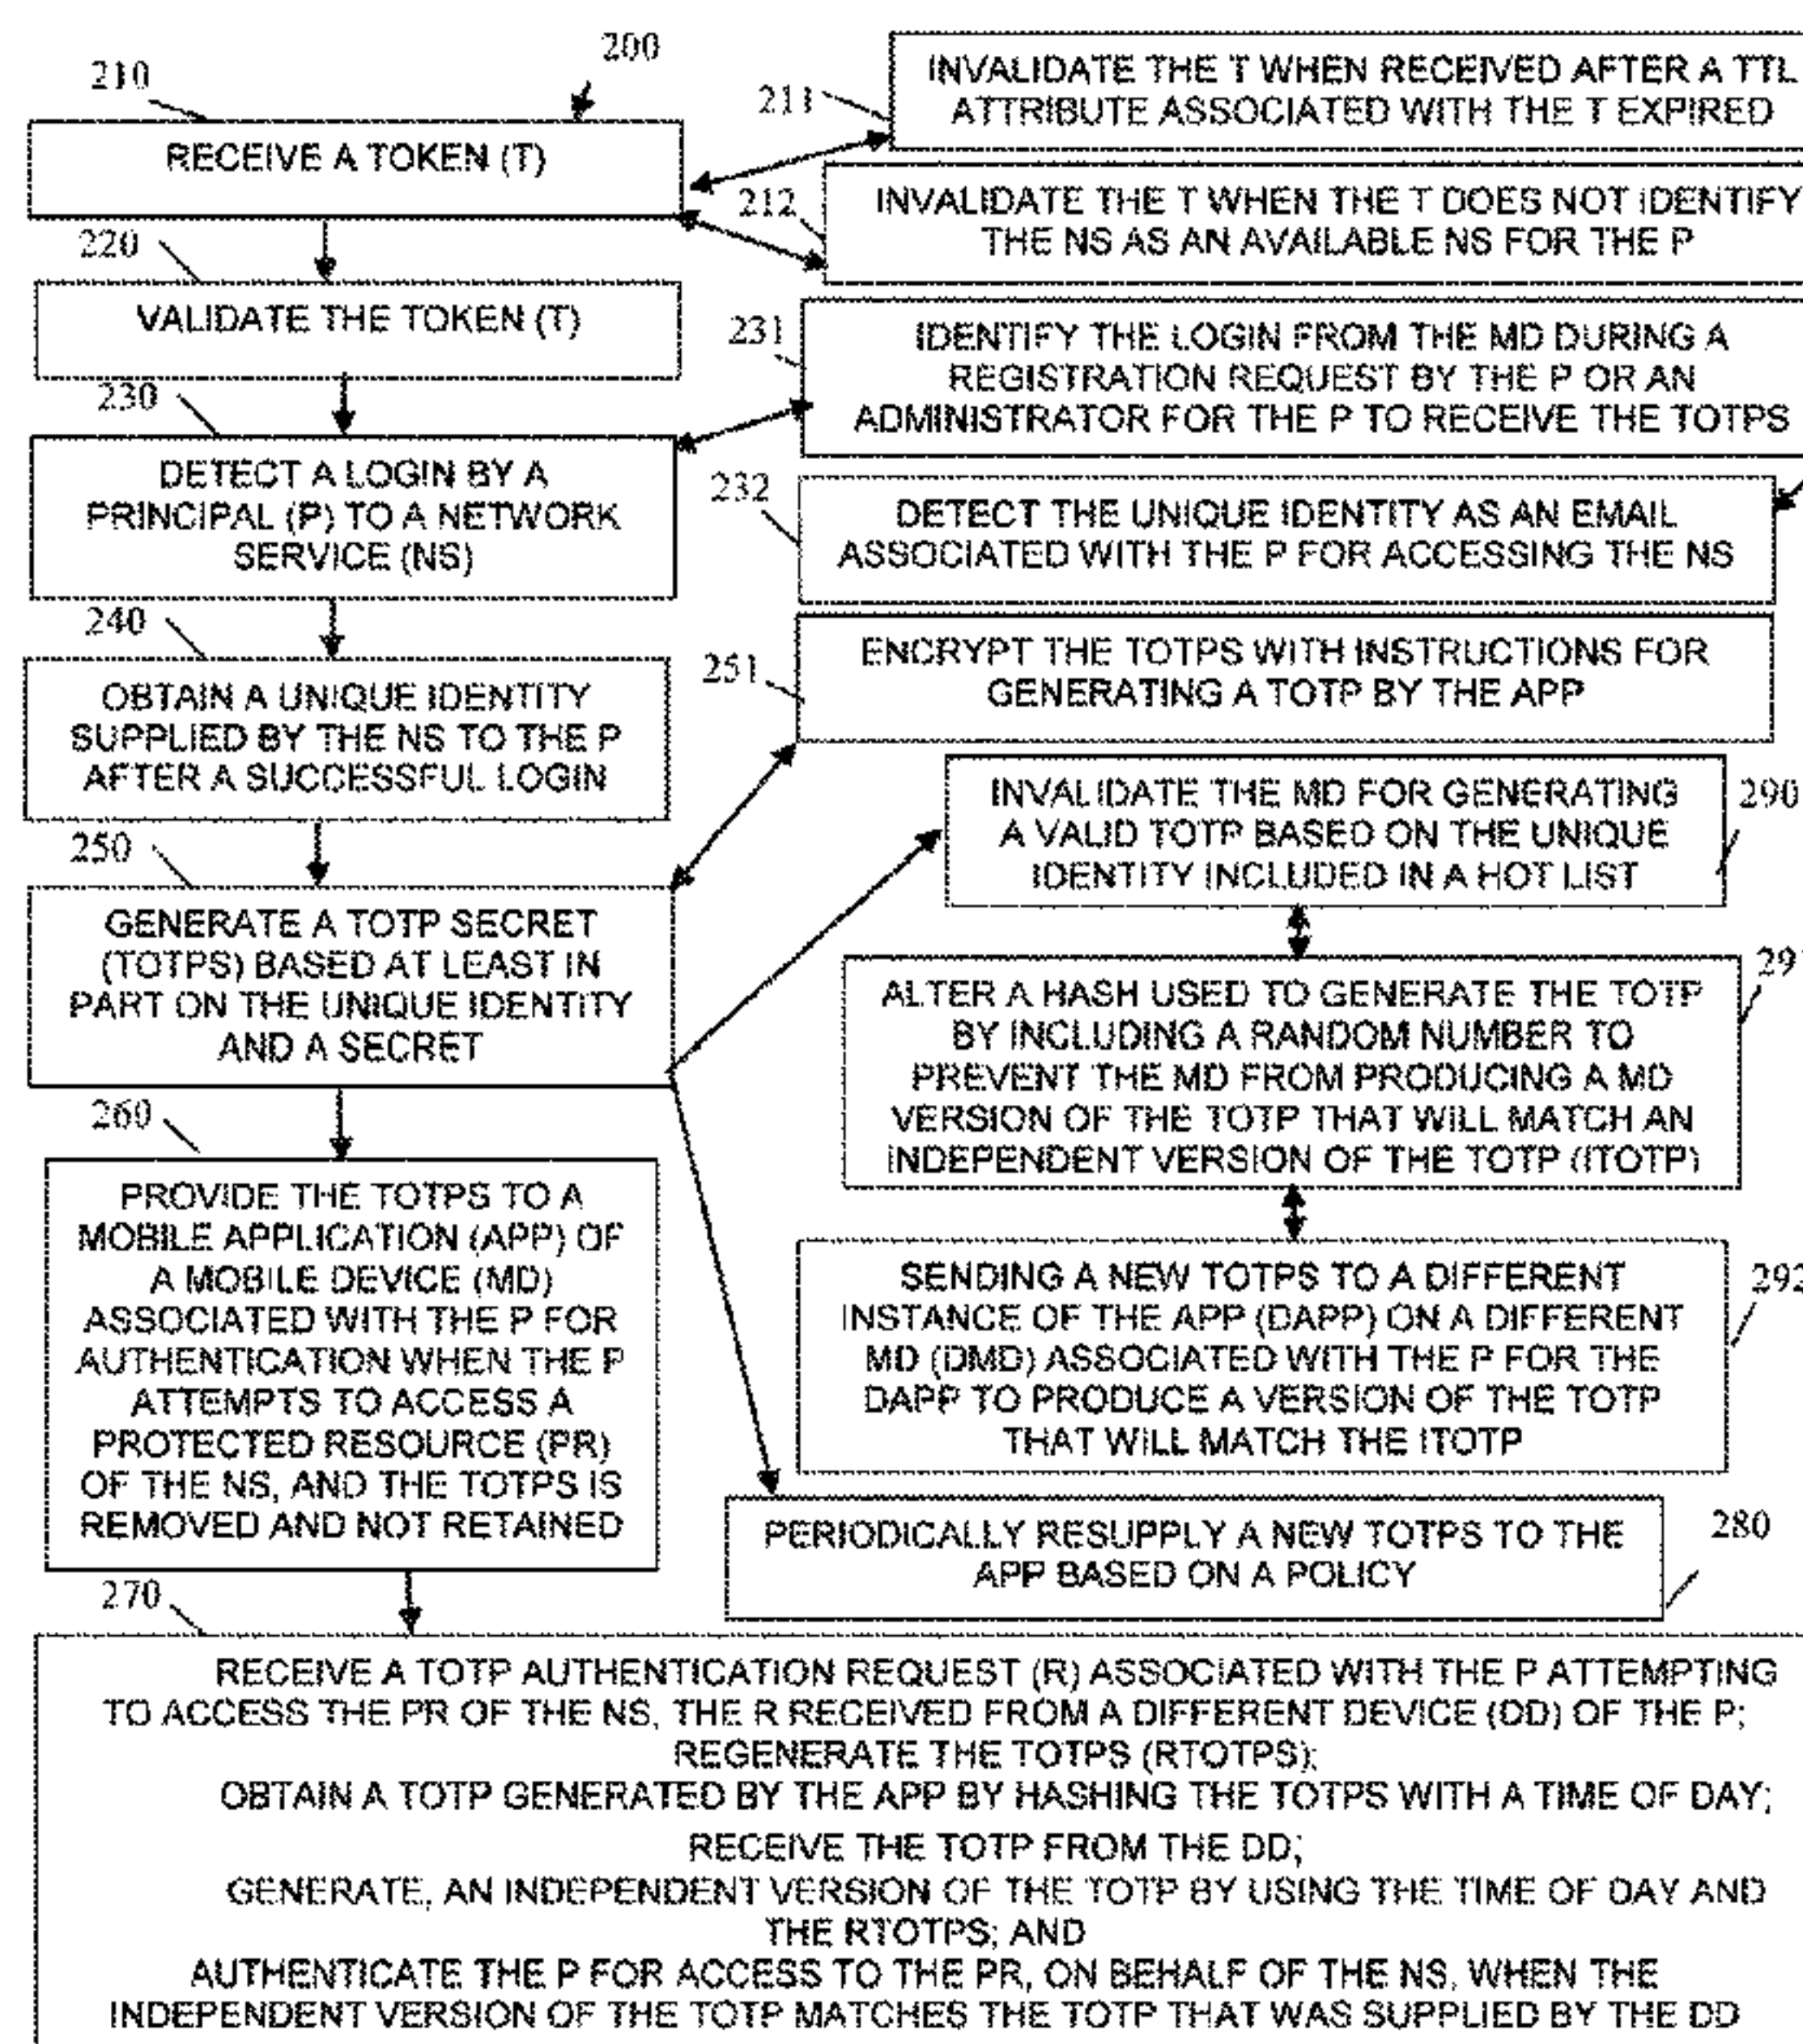 200
210
RECEIVE A TOKEN (T)
211
INVALIDATE THE T WHEN RECEIVED AFTER A TTL
ATTRIBUTE ASSOCIATED WITH THE T EXPIRED
212
INVALIDATE THE T WHEN THE T DOES NOT IDENTIFY
THE NS AS AN AVAILABLE NS FOR THE P
220
VALIDATE THE TOKEN (T)
231
IDENTIFY THE LOGIN FROM THE MD DURING A
REGISTRATION REQUEST BY THE P OR AN
ADMINISTRATOR FOR THE P TO RECEIVE THE TOTPS
230
DETECT A LOGIN BY A
PRINCIPAL (P) TO A NETWORK
SERVICE (NS)
232
DETECT THE UNIQUE IDENTITY AS AN EMAIL
ASSOCIATED WITH THE P FOR ACCESSING THE NS
240
OBTAIN A UNIQUE IDENTITY
SUPPLIED BY THE NS TO THE P
AFTER A SUCCESSFUL LOGIN
251
ENCRYPT THE TOTPS WITH INSTRUCTIONS FOR
GENERATING A TOTP BY THE APP
250
GENERATE A TOTP SECRET
(TOTPS) BASED AT LEAST IN
PART ON THE UNIQUE IDENTITY
AND A SECRET
290
INVALIDATE THE MD FOR GENERATING
A VALID TOTP BASED ON THE UNIQUE
IDENTITY INCLUDED IN A HOT LIST
29
ALTER A HASH USED TO GENERATE THE TOTP
BY INCLUDING A RANDOM NUMBER TO
PREVENT THE MD FROM PRODUCING A MD
VERSION OF THE TOTP THAT WILL MATCH AN
INDEPENDENT VERSION OF THE TOTP (ITOTP)
260
PROVIDE THE TOTPS TO A
MOBILE APPLICATION (APP) OF
A MOBILE DEVICE (MD)
ASSOCIATED WITH THE P FOR
AUTHENTICATION WHEN THE P
ATTEMPTS TO ACCESS A
PROTECTED RESOURCE (PR)
OF THE NS, AND THE TOTPS IS
REMOVED AND NOT RETAINED
292
SENDING A NEW TOTPS TO A DIFFERENT
INSTANCE OF THE APP (DAPP) ON A DIFFERENT
MD (DMD) ASSOCIATED WITH THE P FOR THE
DAPP TO PRODUCE A VERSION OF THE TOTP
THAT WILL MATCH THE ITOTP
280
PERIODICALLY RESUPPLY A NEW TOTPS TO THE
APP BASED ON A POLICY
270
RECEIVE A TOTP AUTHENTICATION REQUEST (R) ASSOCIATED WITH THE P ATTEMPTING
TO ACCESS THE PR OF THE NS, THE R RECEIVED FROM A DIFFERENT DEVICE (DD) OF THE P;
REGENERATE THE TOTPS (RTOTPS);
OBTAIN A TOTP GENERATED BY THE APP BY HASHING THE TOTPS WITH A TIME OF DAY;
RECEIVE THE TOTP FROM THE DD;
GENERATE, AN INDEPENDENT VERSION OF THE TOTP BY USING THE TIME OF DAY AND
THE RTOTPS; AND
AUTHENTICATE THE P FOR ACCESS TO THE PR, ON BEHALF OF THE NS, WHEN THE
INDEPENDENT VERSION OF THE TOTP MATCHES THE TOTP THAT WAS SUPPLIED BY THE DD